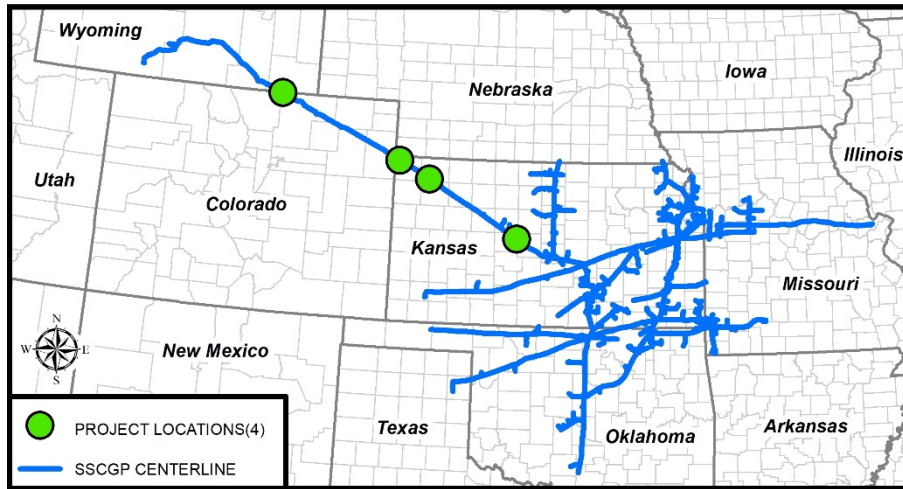 Wyoming
Iowa
Nebraska
Illinois
Utah
Colorado
Kansas
Missouri
N
W E
S
New Mexico
Texas
Oklahoma
Arkansas
PROJECT LOCATIONS(4)
SSCGP CENTERLINE